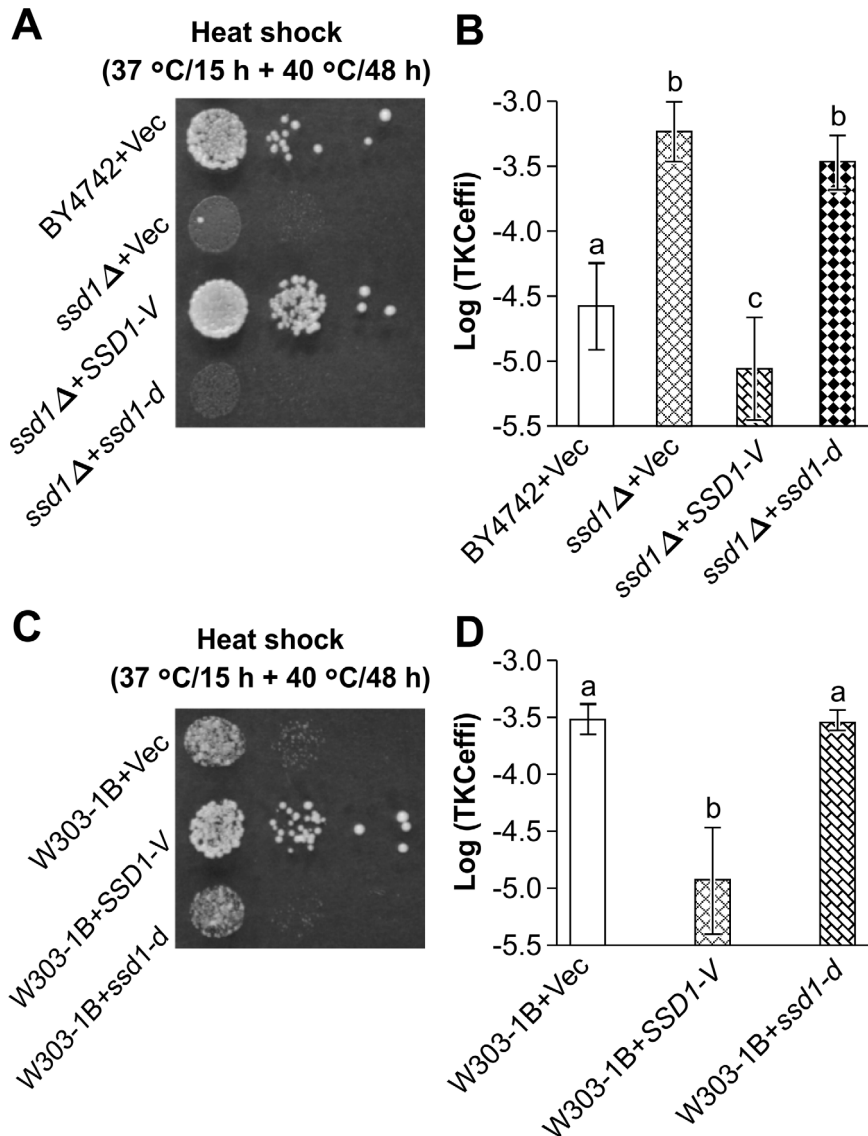 A
Heat shock
(37 °C/15 h + 40 °C/48 h)
BY4742+Vec
ssd1Δ+Vec
ssd1Δ+SSD1-V
ssd1Δ+ssd1-d
B
Log (TKCeffi)
-3.0
-3.5
-4.0
-4.5
-5.0
-5.5
a
b
c
b
BY4742+Vec
ssd1Δ+Vec
ssd1Δ+SSD1-V
ssd1Δ+ssd1-d
C
Heat shock
(37 °C/15 h + 40 °C/48 h)
W303-1B+Vec
W303-1B+SSD1-V
W303-1B+ssd1-d
D
Log (TKCeffi)
-3.0
-3.5
-4.0
-4.5
-5.0
-5.5
a
b
a
W303-1B+Vec
W303-1B+SSD1-V
W303-1B+ssd1-d